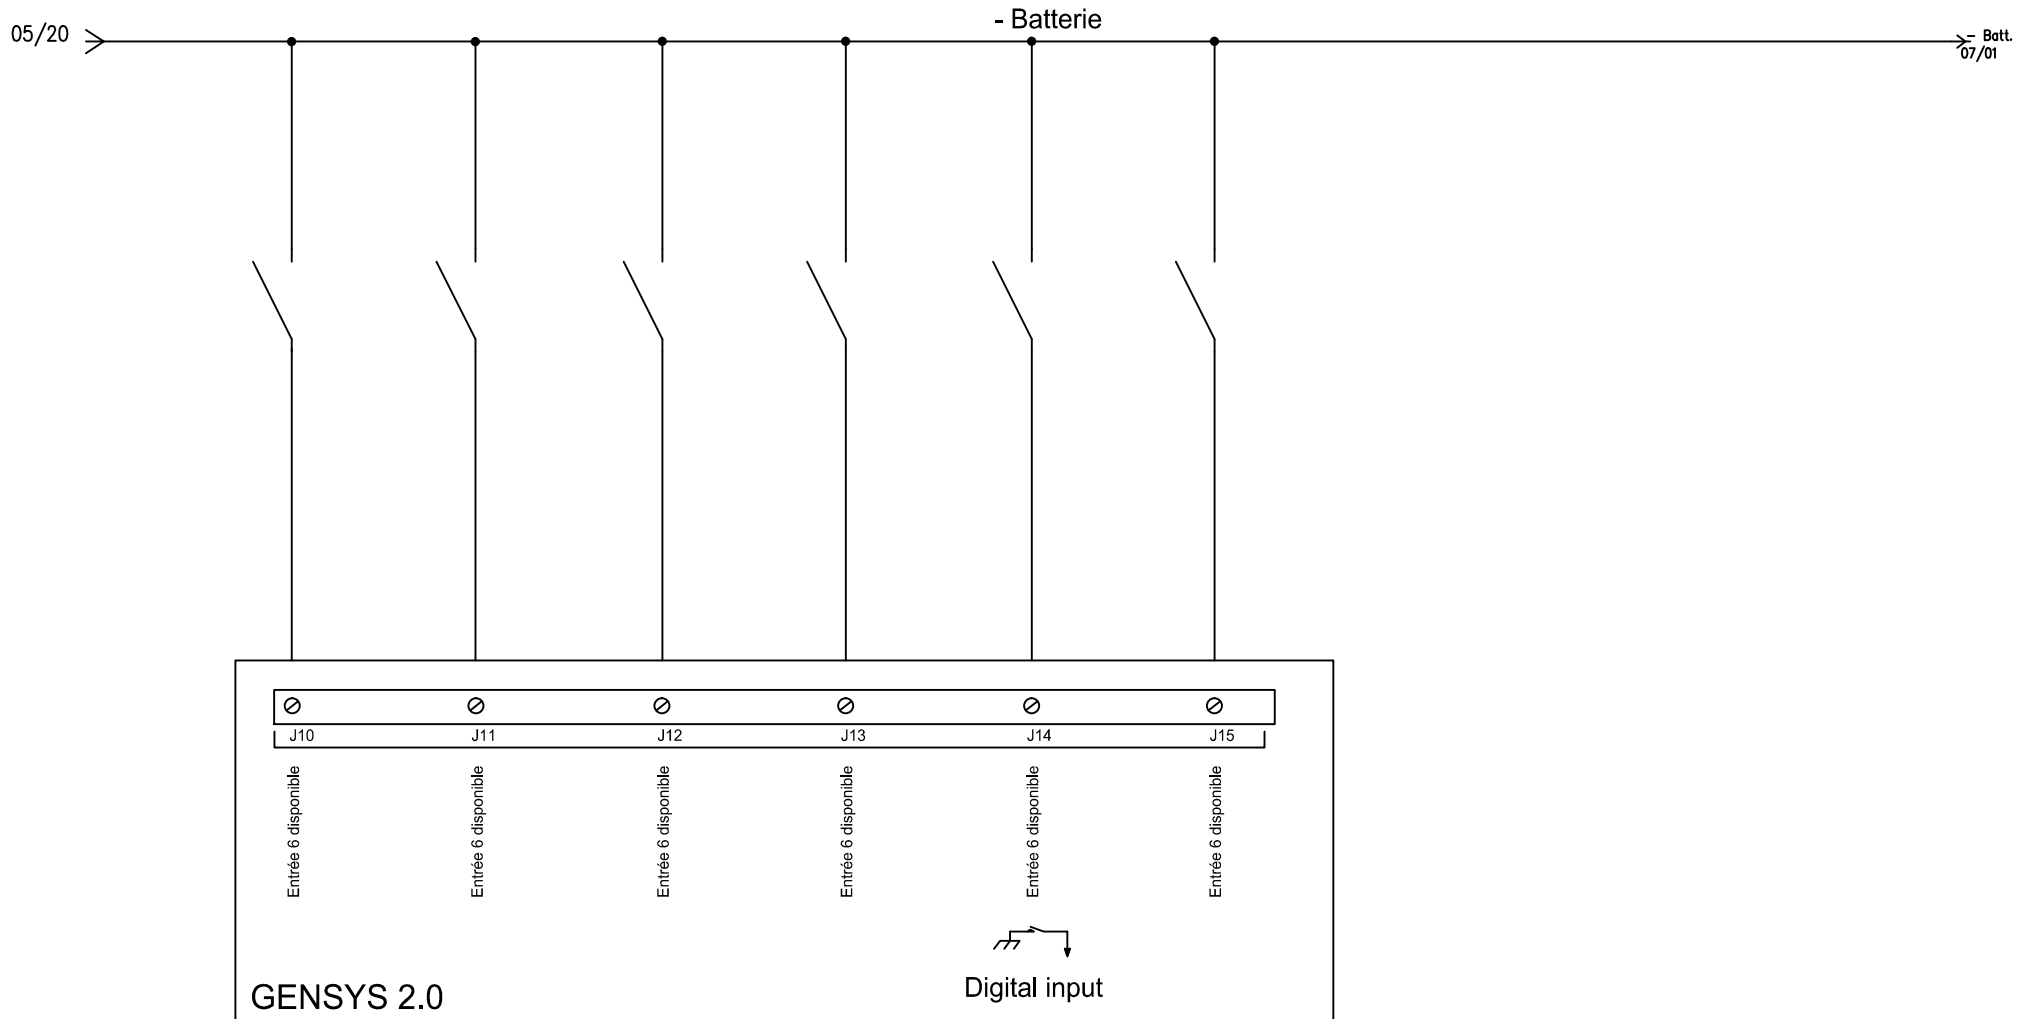 - Batterie
05/20
- Batt.
07/01
J10 J11 J12 J13 J14 J15
Entrée 6 disponible
Entrée 6 disponible
Entrée 6 disponible
Entrée 6 disponible
Entrée 6 disponible
Entrée 6 disponible
Digital input
GENSYS 2.0